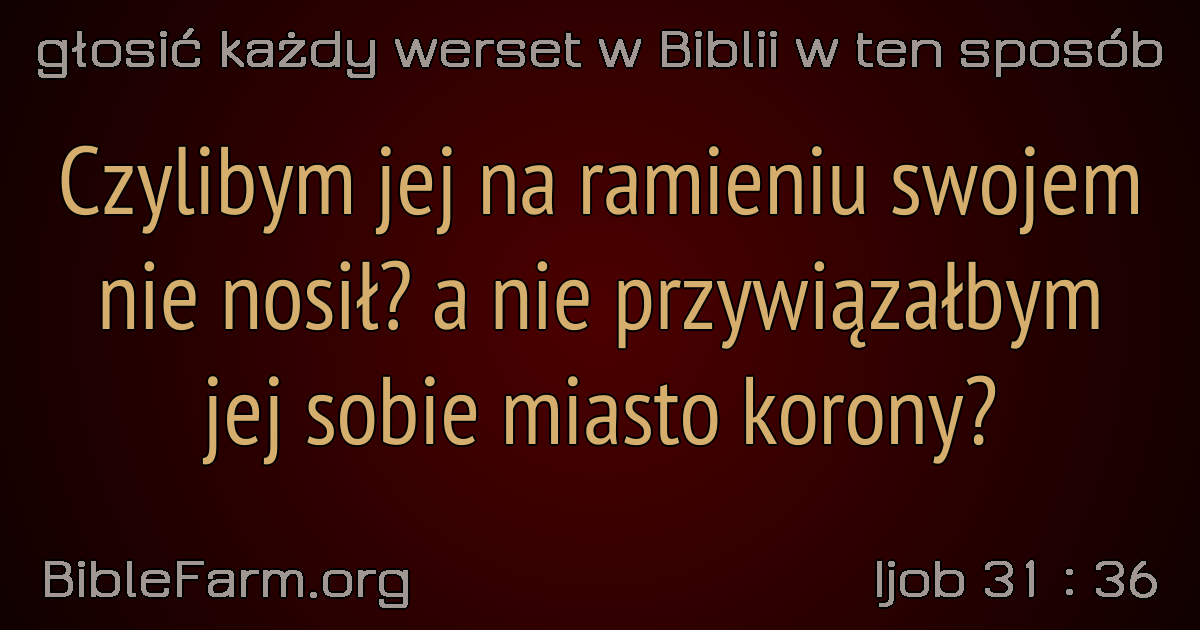 głosić każdy werset w Biblii w ten sposób
Czylibym jej na ramieniu swojem
nie nosił? a nie przywiązałbym
jej sobie miasto korony?
BibleFarm.org
Ijob 31 : 36